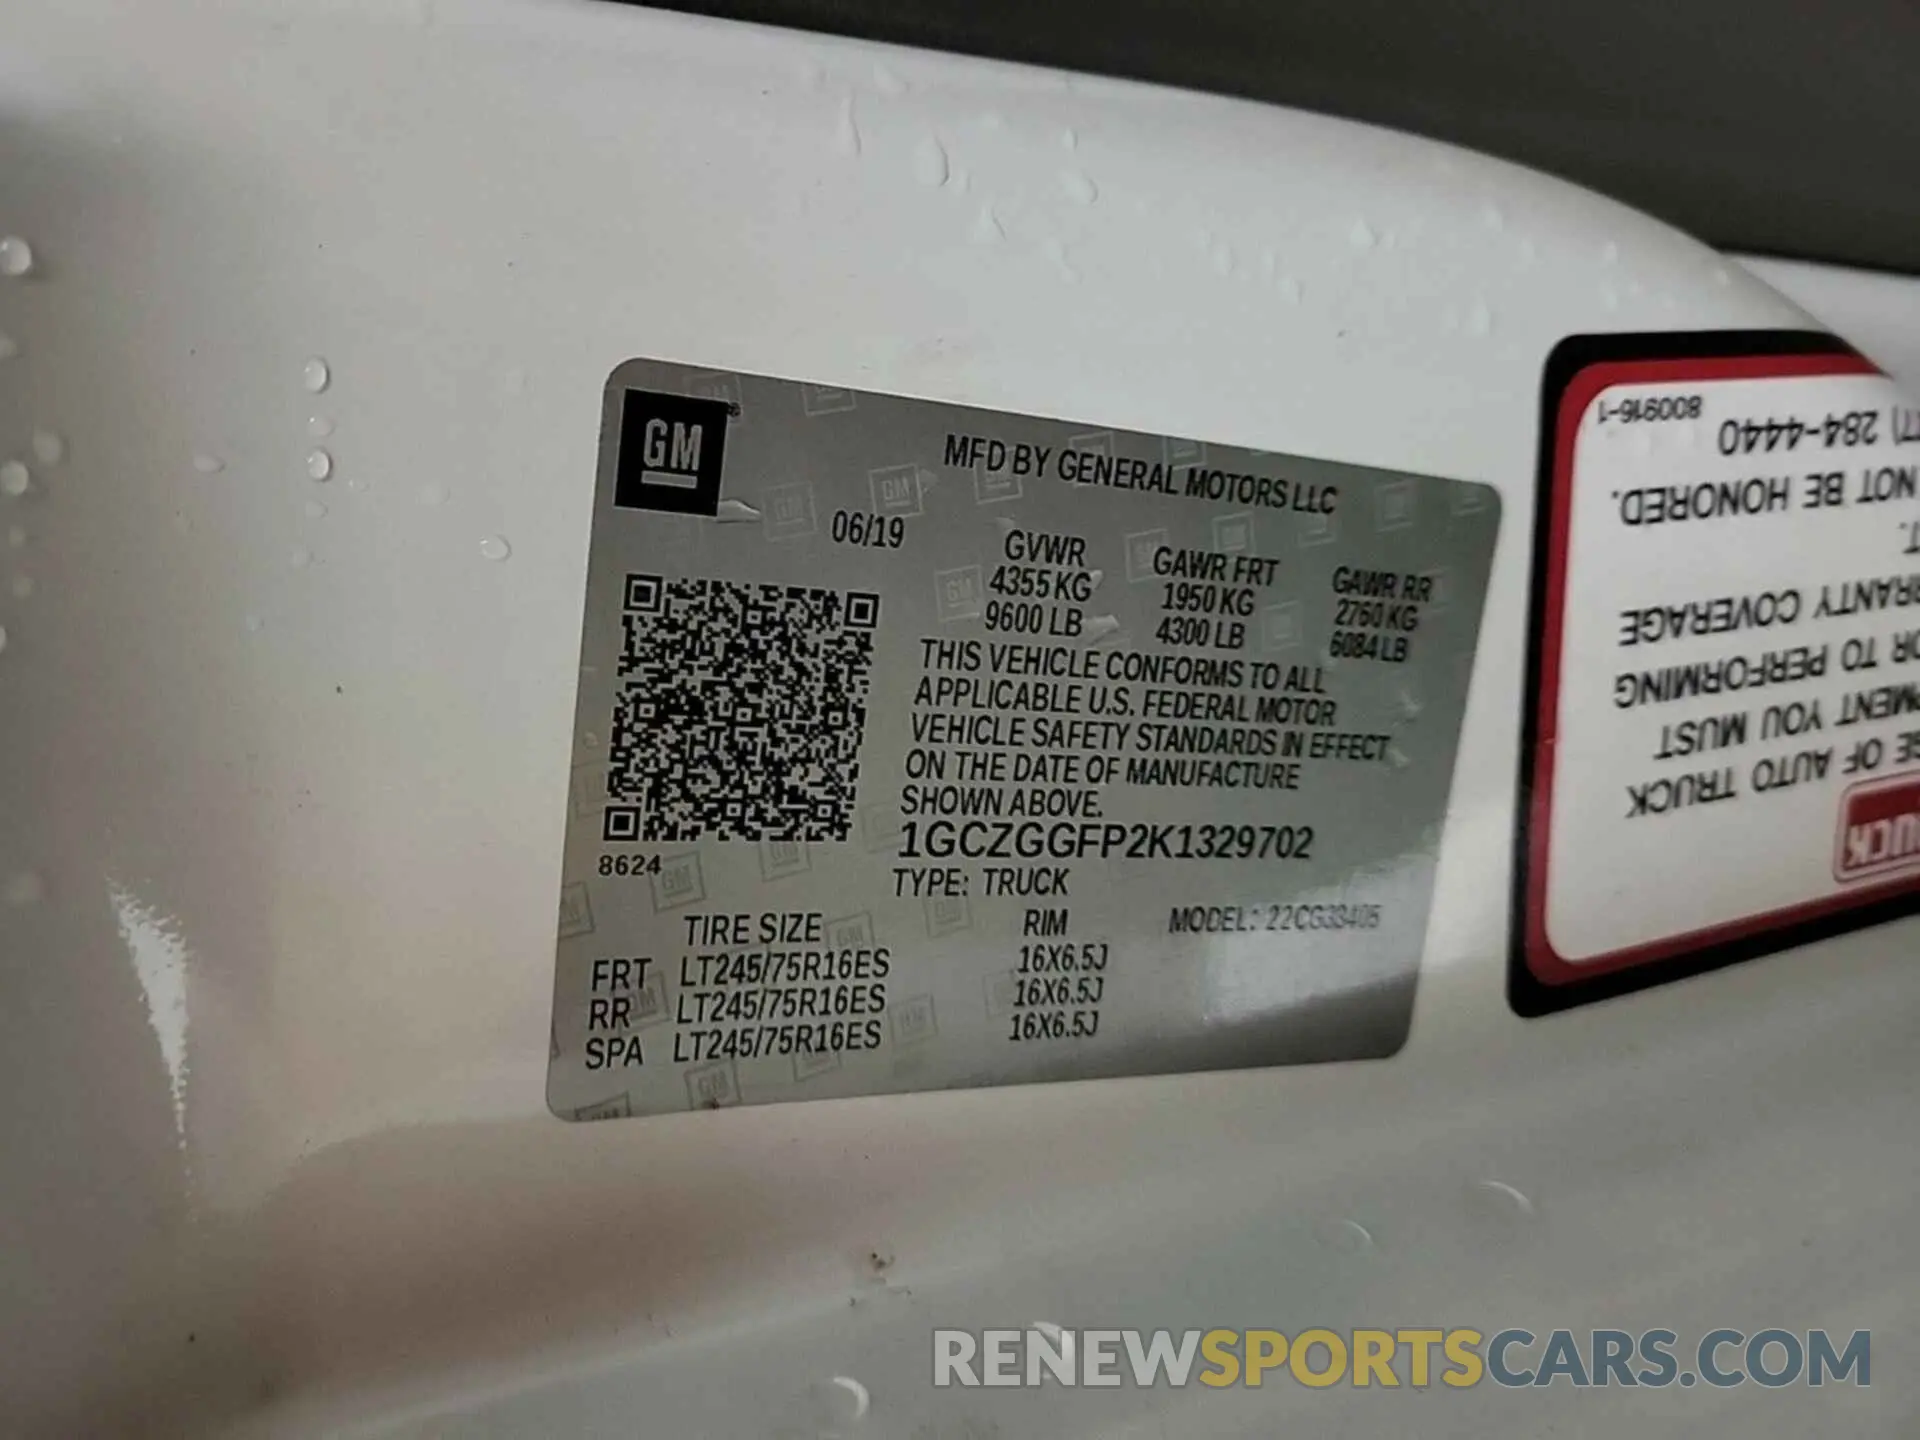 GM
MFD BY GENERAL MOTORS LLC
06/19
GVWR GAWR FRT GAWR RR
4355 KG 1950 KG 2760 KG
9600 LB 4300 LB 6084 LB
THIS VEHICLE CONFORMS TO ALL
APPLICABLE U.S. FEDERAL MOTOR
VEHICLE SAFETY STANDARDS IN EFFECT
ON THE DATE OF MANUFACTURE
SHOWN ABOVE.
1GCZGGFP2K1329702
8624
TYPE: TRUCK
TIRE SIZE RIM MODEL: 22CG33405
FRT LT245/75R16ES 16X6.5J
RR LT245/75R16ES 16X6.5J
SPA LT245/75R16ES 16X6.5J
OF AUTO TRUCK
YOU MUST
TO PERFORMING
COVERAGE
NOT BE HONORED.
284-4440
800916-1
RENEWSPORTSCARS.COM